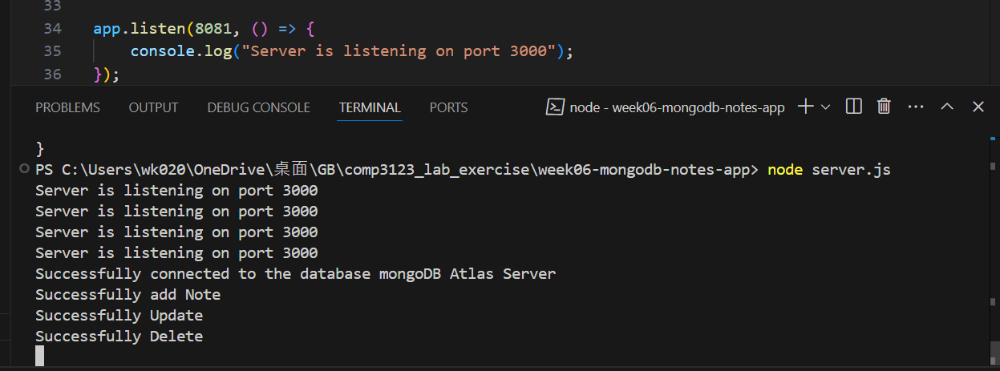 33
34 app.listen(8081, () => {
35 console.log("Server is listening on port 3000");
36 });
PROBLEMS OUTPUT DEBUG CONSOLE TERMINAL PORTS node - week06-mongodb-notes-app
}
PS C:\Users\wk020\OneDrive\桌面\GB\comp3123_lab_exercise\week06-mongodb-notes-app> node server.js
Server is listening on port 3000
Server is listening on port 3000
Server is listening on port 3000
Server is listening on port 3000
Successfully connected to the database mongoDB Atlas Server
Successfully add Note
Successfully Update
Successfully Delete